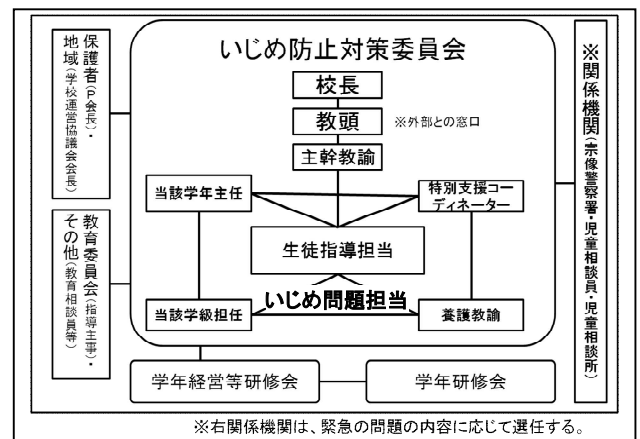 いじめ防止対策委員会
校長
教頭
※外部との窓口
主幹教諭
当該学年主任
特別支援コー
ディネーター
生徒指導担当
いじめ問題担当
当該学級担任
養護教諭
学年経営等研修会
学年研修会
保護者(P会長)・
地域(学校運営協議会会長)
教育委員会(指導主事)・
その他(教育相談員等)
※関係機関(宗像警察署・児童相談員・児童相談所)
※右関係機関は、緊急の問題の内容に応じて選任する。